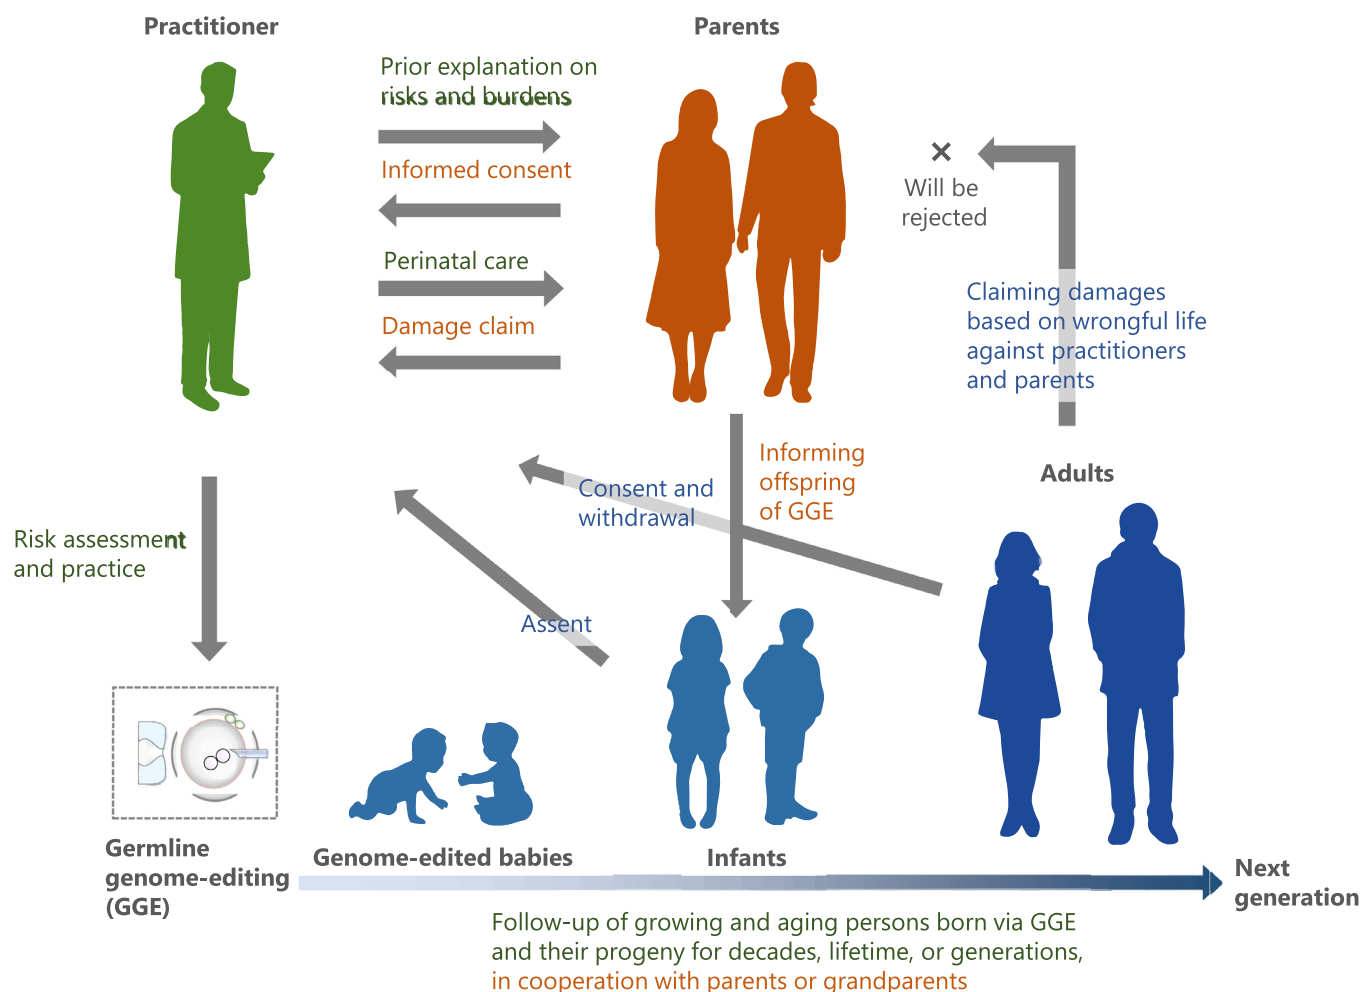 Practitioner
Parents
Prior explanation on
risks and burdens
Informed consent
Perinatal care
Damage claim
✕
Will be
rejected
Claiming damages
based on wrongful life
against practitioners
and parents
Informing
offspring
of GGE
Consent and
withdrawal
Adults
Risk assessment
and practice
Assent
Germline
genome-editing
(GGE)
Genome-edited babies
Infants
Next
generation
Follow-up of growing and aging persons born via GGE
and their progeny for decades, lifetime, or generations,
in cooperation with parents or grandparents